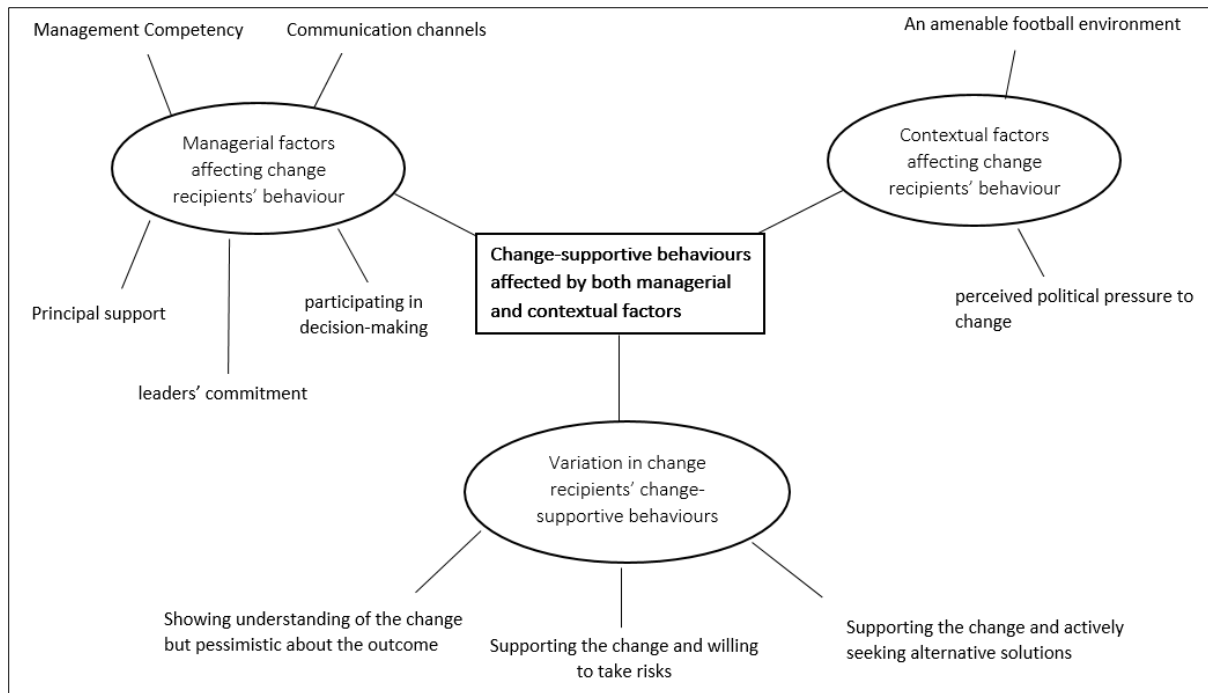 Management Competency
Communication channels
An amenable football environment
Managerial factors
affecting change
recipients’ behaviour
Contextual factors
affecting change
recipients’ behaviour
Principal support
leaders’ commitment
participating in
decision-making
Change-supportive behaviours
affected by both managerial
and contextual factors
perceived political pressure to
change
Variation in change
recipients’ change-
supportive behaviours
Showing understanding of the change
but pessimistic about the outcome
Supporting the change and willing
to take risks
Supporting the change and actively
seeking alternative solutions